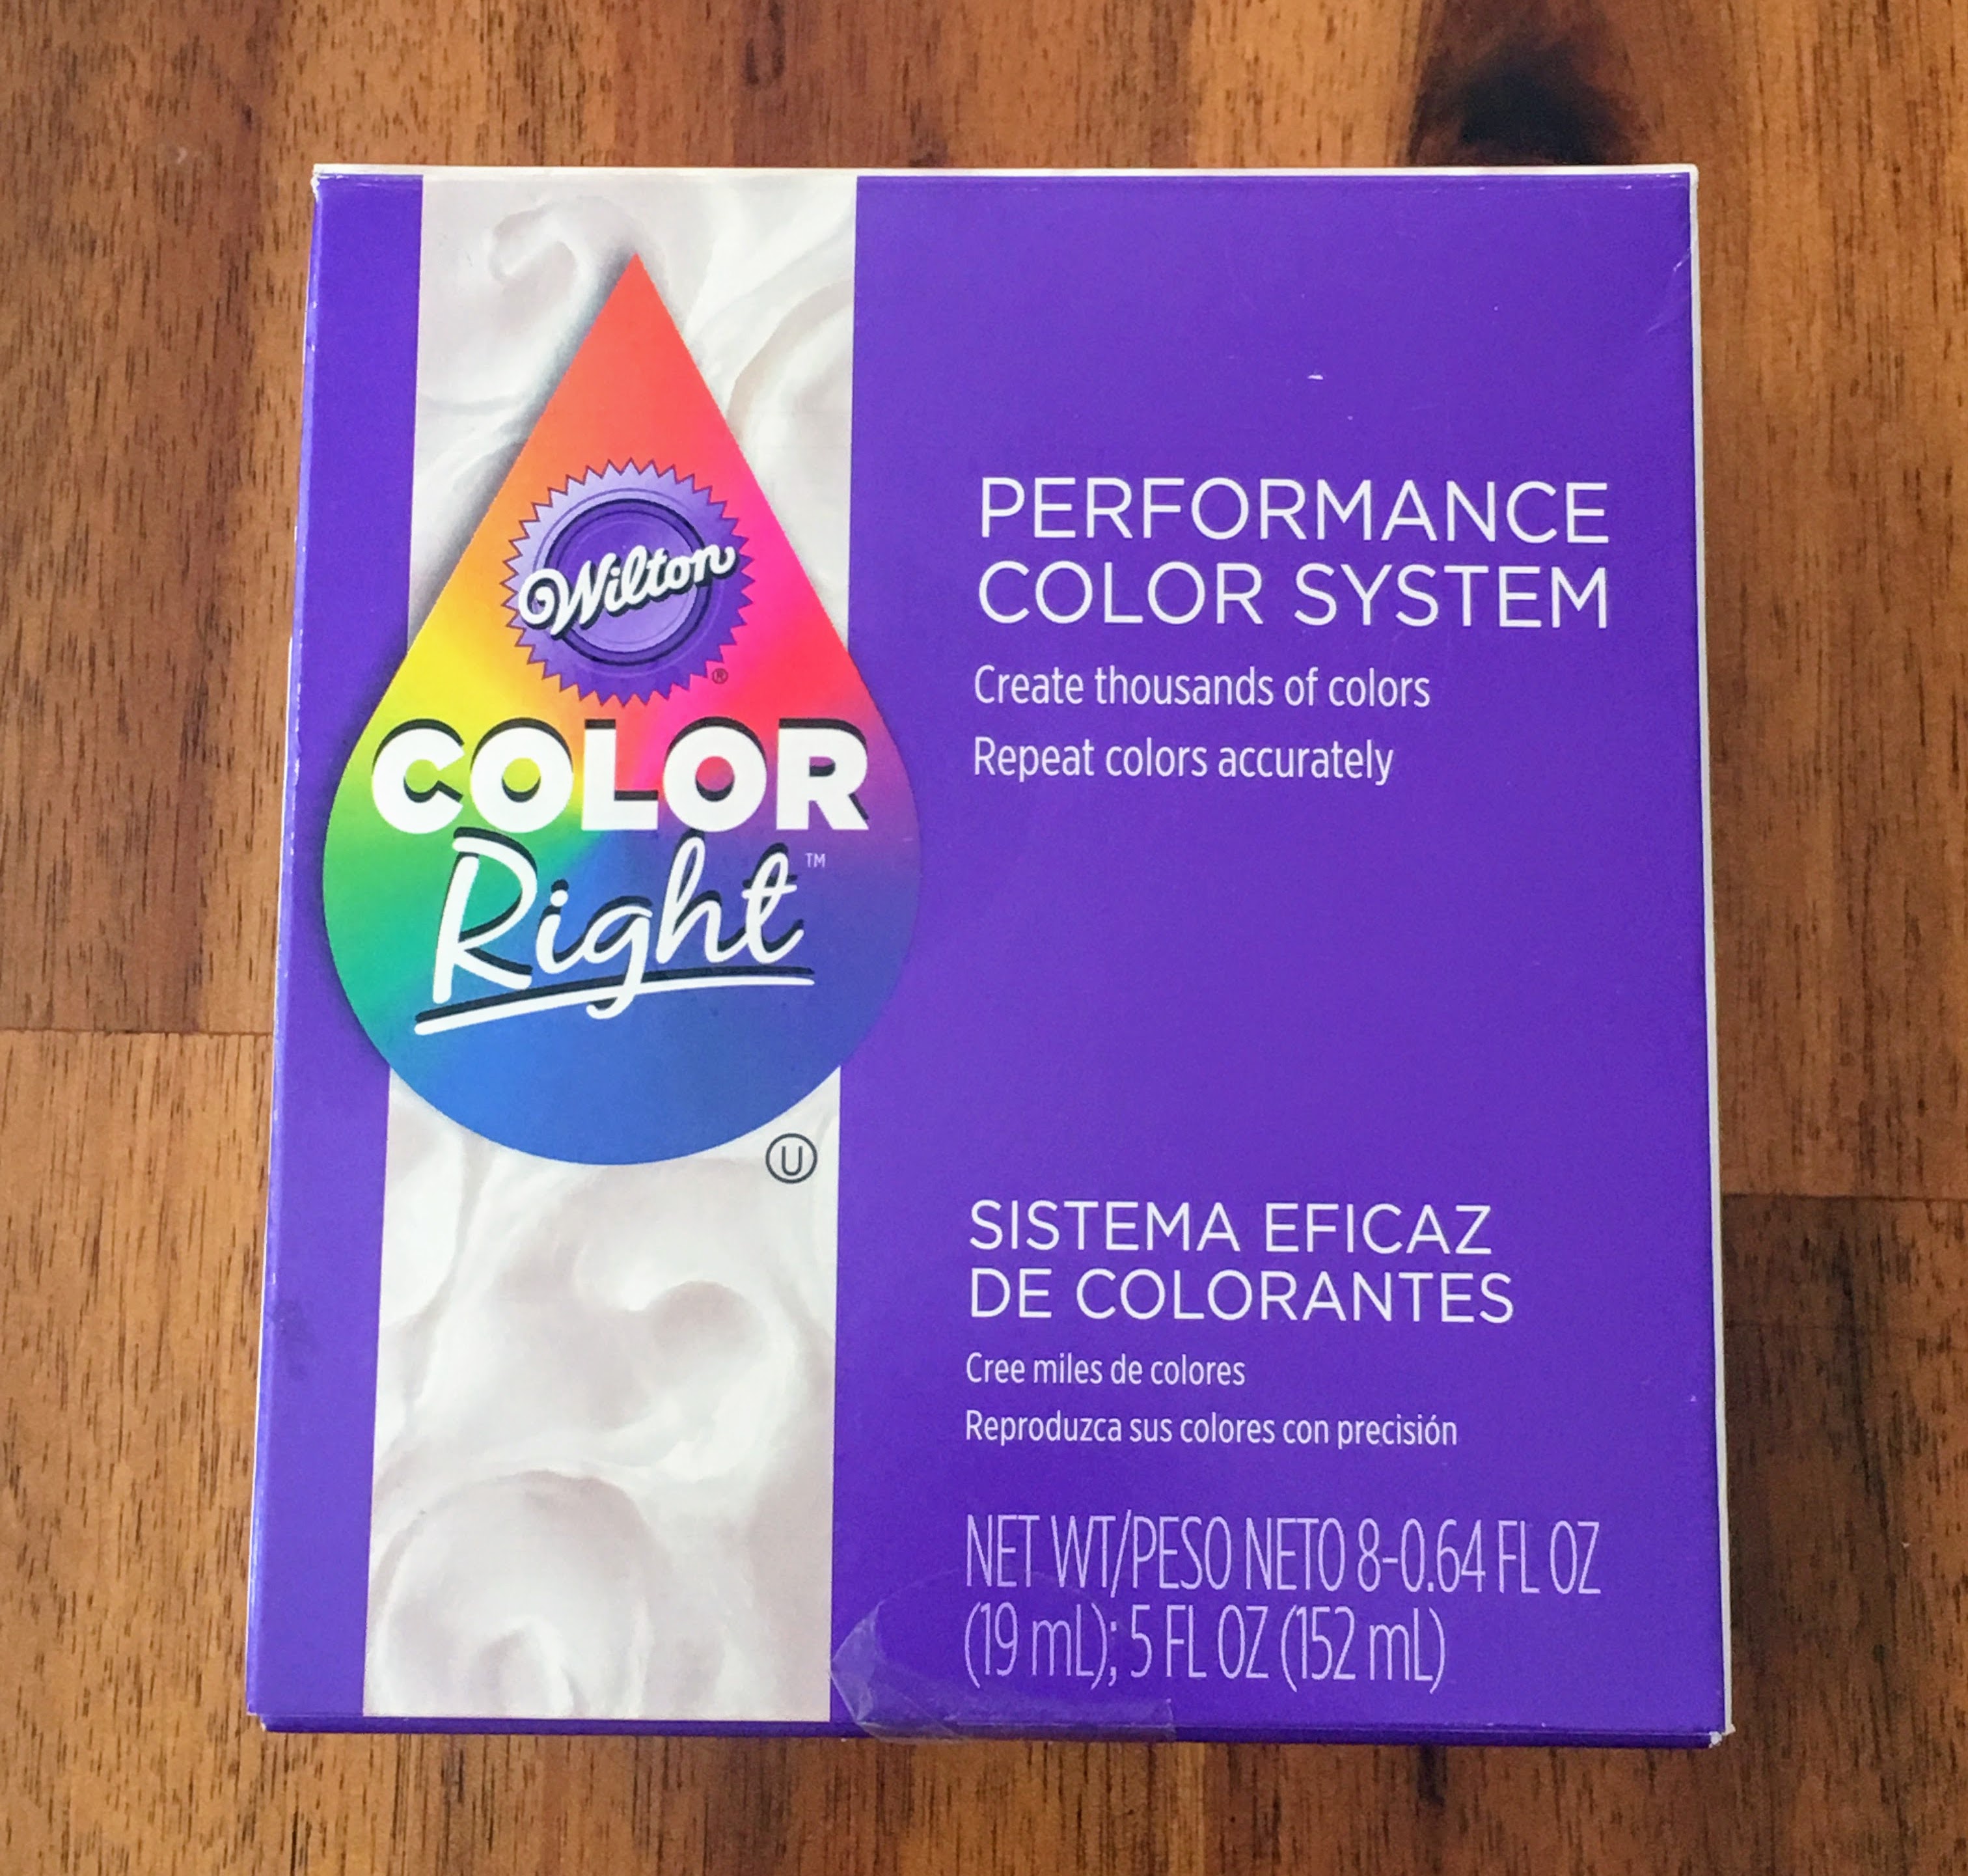 Wilton
®
COLOR
Right™
U
PERFORMANCE
COLOR SYSTEM
Create thousands of colors
Repeat colors accurately
SISTEMA EFICAZ
DE COLORANTES
Cree miles de colores
Reproduzca sus colores con precisión
NET WT/PESO NETO 8-0.64 FL OZ
(19 mL); 5 FL OZ (152 mL)